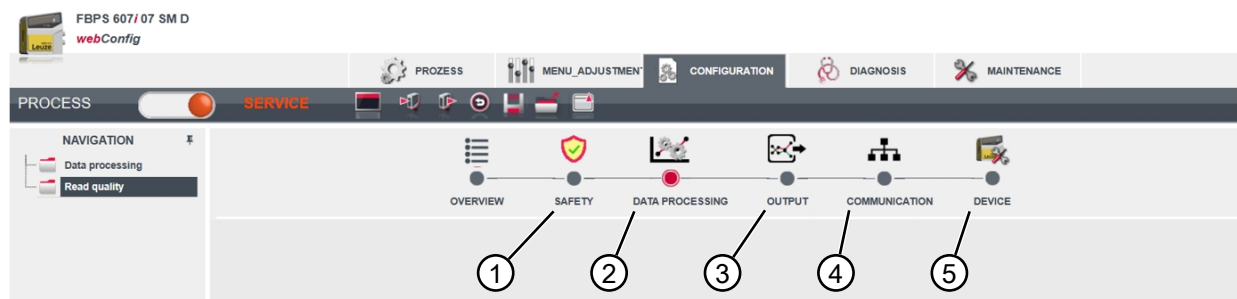 FBPS 607i 07 SM D
webConfig
Leuze
PROZESS
MENU_ADJUSTMEN
CONFIGURATION
DIAGNOSIS
MAINTENANCE
PROCESS
SERVICE
NAVIGATION
Data processing
Read quality
OVERVIEW
SAFETY
DATA PROCESSING
OUTPUT
COMMUNICATION
DEVICE
1
2
3
4
5